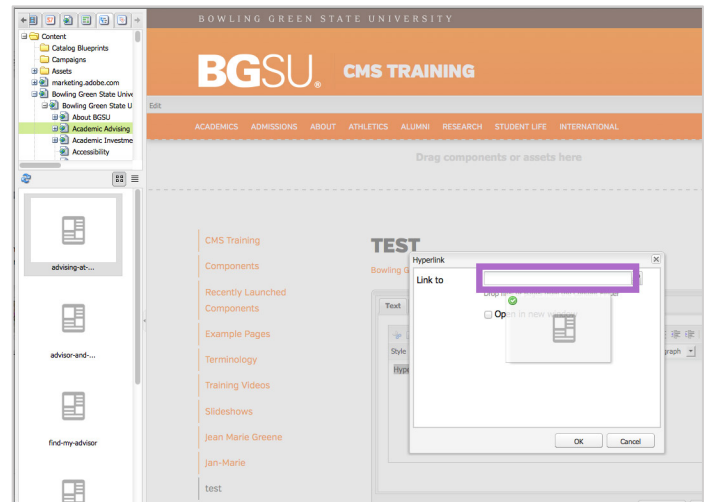 Content
Catalog Blueprints
Campaigns
Assets
marketing.adobe.com
Bowling Green State Unive
Bowling Green State U
About BGSU
Academic Advising
Academic Investme
Accessibility
advising-at-...
advisor-and-...
find-my-advisor
BOWLING GREEN STATE UNIVERSITY
BGSU® CMS TRAINING
Edit
ACADEMICS ADMISSIONS ABOUT ATHLETICS ALUMNI RESEARCH STUDENT LIFE INTERNATIONAL
Drag components or assets here
CMS Training
Components
Recently Launched
Components
Example Pages
Terminology
Training Videos
Slideshows
Jean Marie Greene
Jan-Marie
test
TEST
Bowling G
Text
Style
Hype
graph
Hyperlink
Link to
Open in new window
OK Cancel